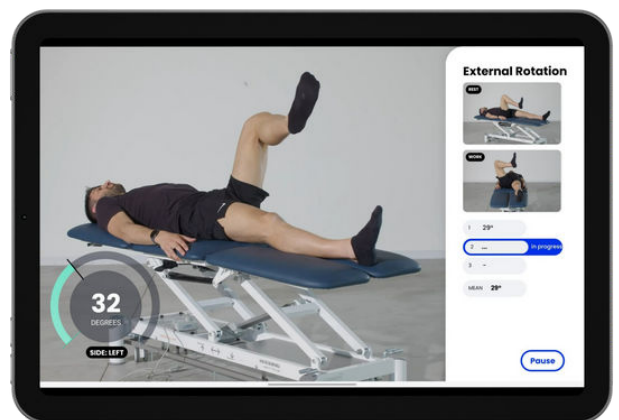 External Rotation
REST
WORK
1 29°
2 ... in progress
3 -
MEAN 29°
32
DEGREES
SIDE: LEFT
Pause